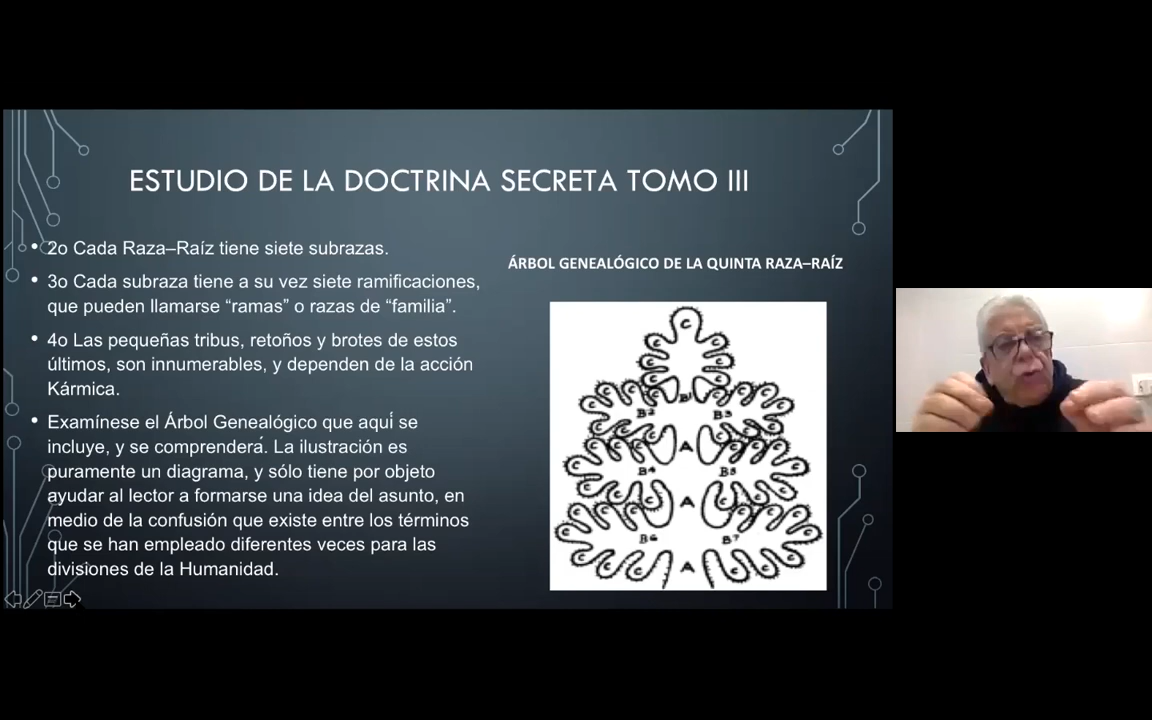 ESTUDIO DE LA DOCTRINA SECRETA TOMO III
• 2o Cada Raza–Raíz tiene siete subrazas.
• 3o Cada subraza tiene a su vez siete ramificaciones,
que pueden llamarse “ramas” o razas de “familia”.
• 4o Las pequeñas tribus, retoños y brotes de estos
últimos, son innumerables, y dependen de la acción
Kármica.
• Examínese el Árbol Genealógico que aquí se
incluye, y se comprenderá. La ilustración es
puramente un diagrama, y sólo tiene por objeto
ayudar al lector a formarse una idea del asunto, en
medio de la confusión que existe entre los términos
que se han empleado diferentes veces para las
divisiones de la Humanidad.
ÁRBOL GENEALÓGICO DE LA QUINTA RAZA–RAÍZ
C
B1
B2 B3
A
B4 B5
A
B6 B7
A